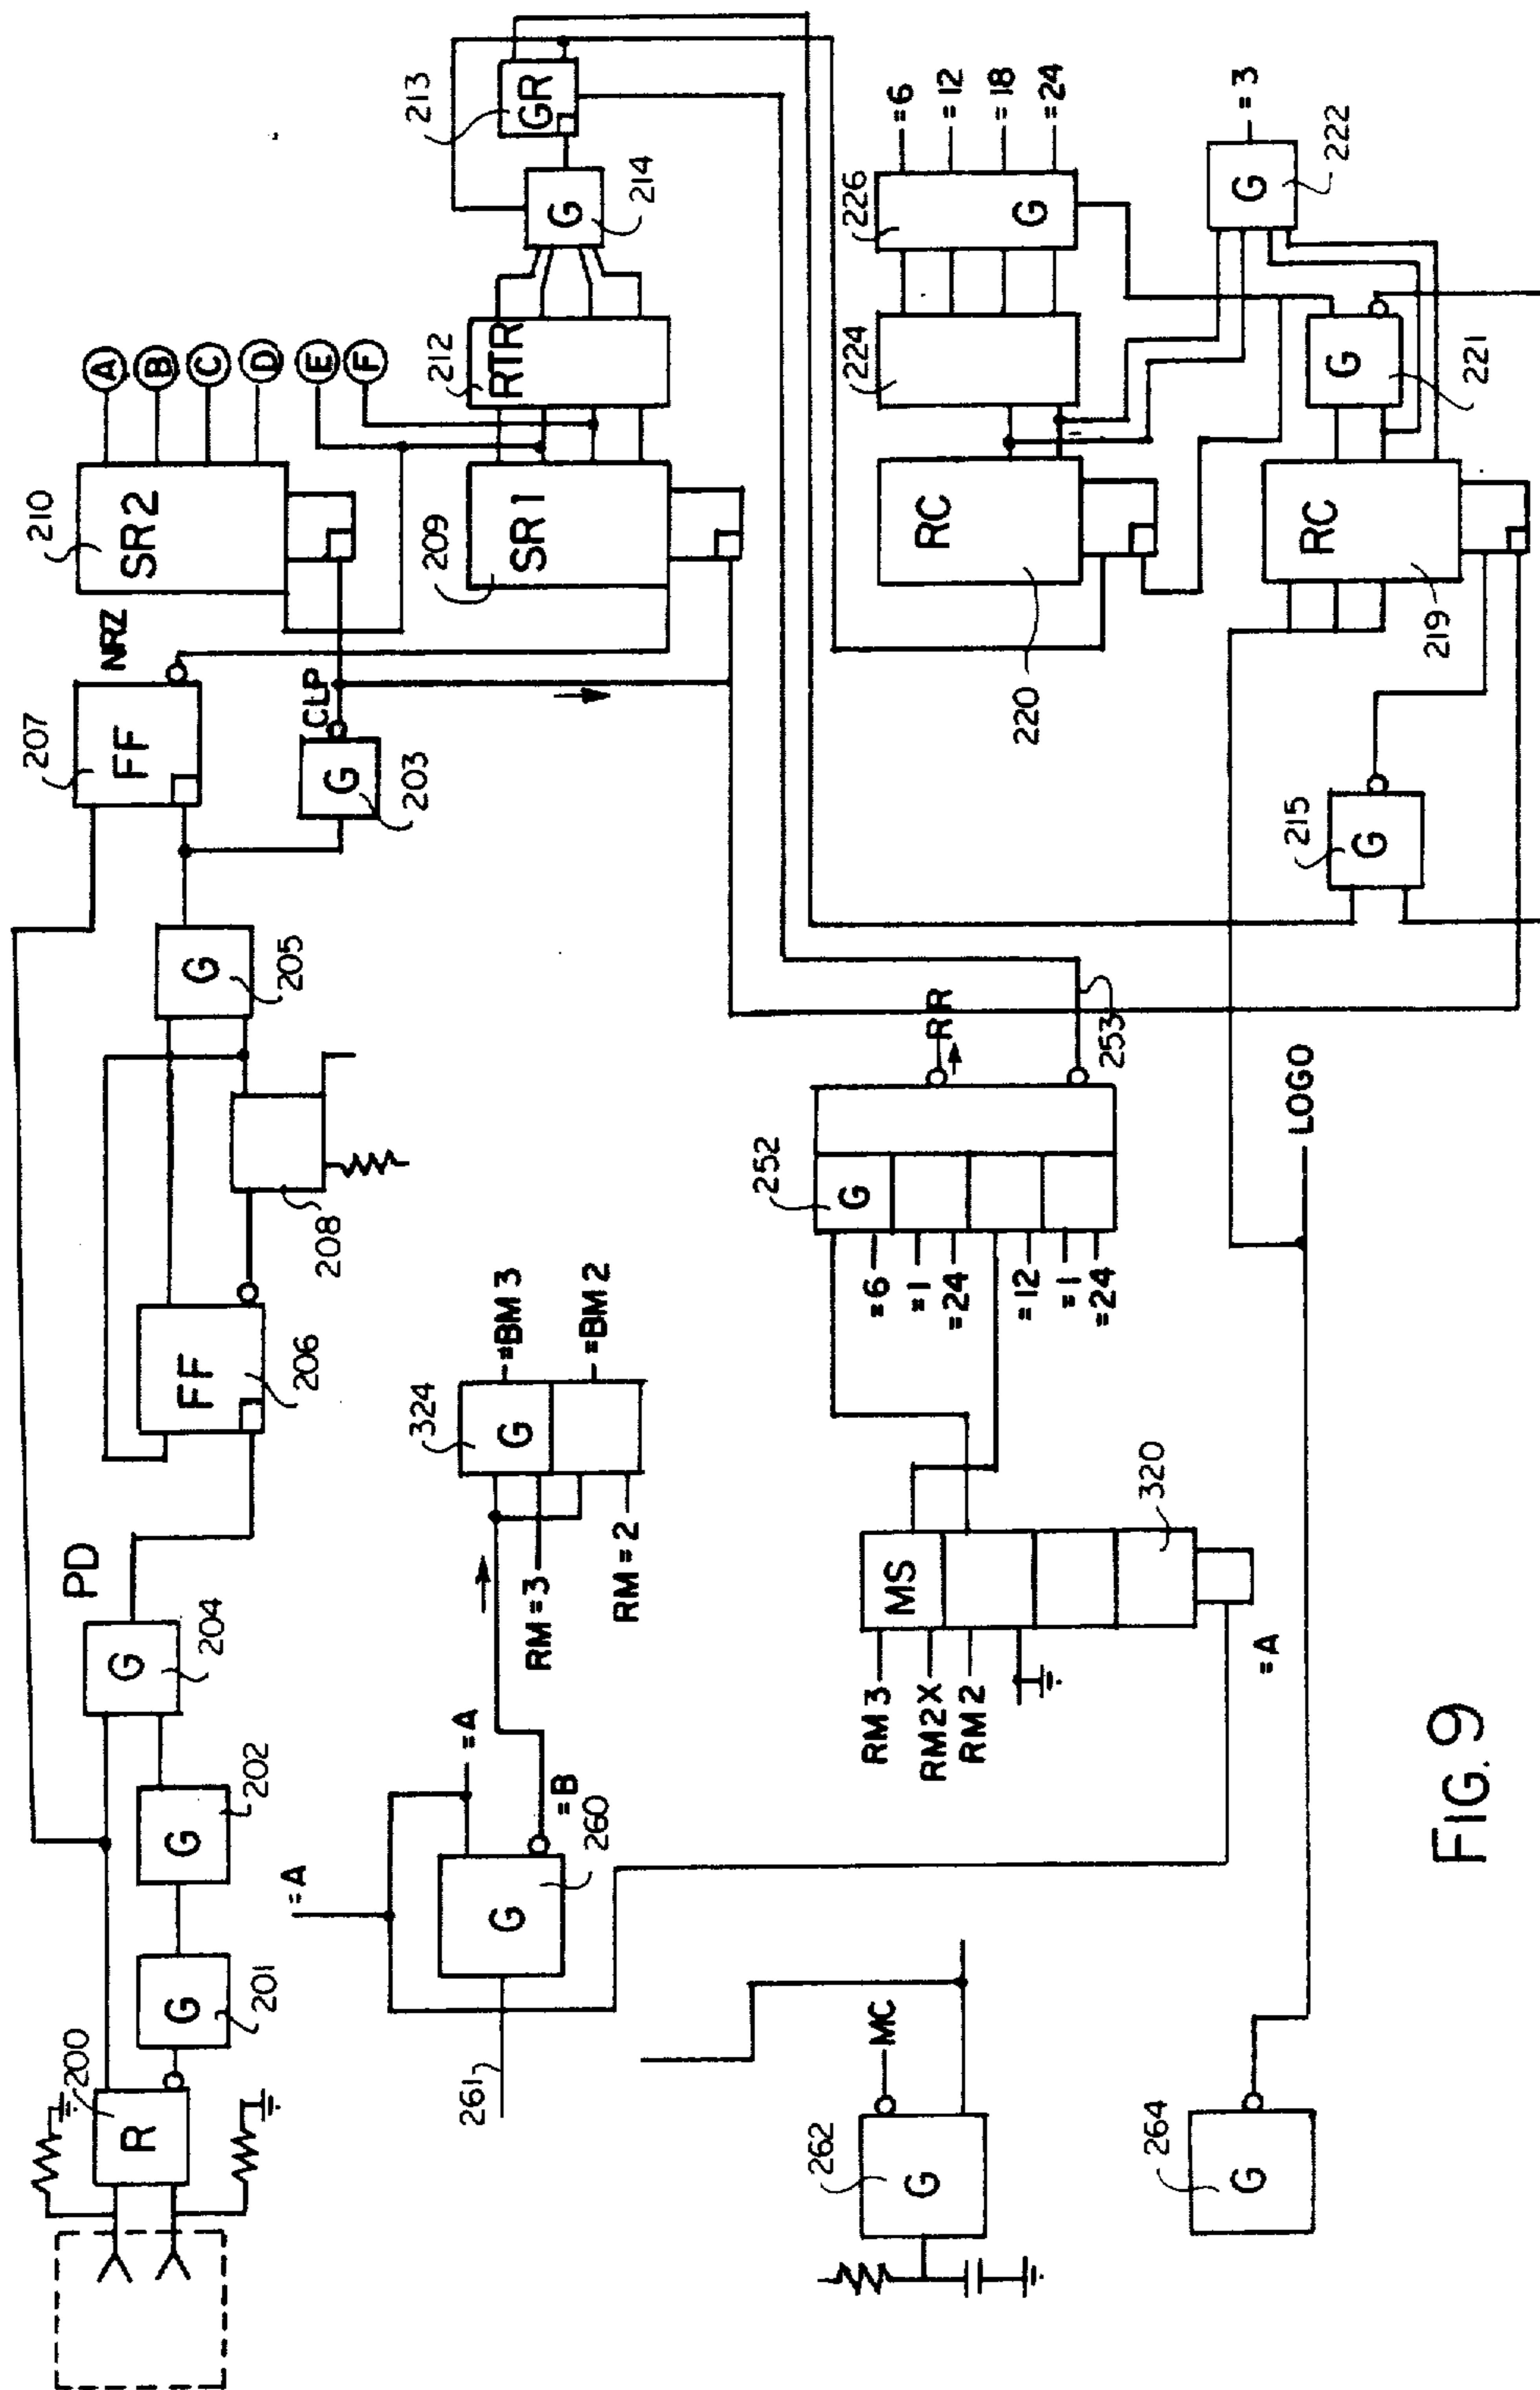 200
R
G
201
G
202
G
204
PD
FF
206
208
G
205
FF
207
NRZ
G
203
CLP
SR2
210
A
B
C
D
E
F
SR1
209
RTR
212
G
214
GR
213
=A
G
260
261
=A
=B
RM=3
RM=2
G
324
=BM3
=BM2
RM3
RM2X
RM2
MS
320
=A
G
252
=6
=1
=24
=12
=1
=24
RR
253
RC
220
224
G
226
=6
=12
=18
=24
G
262
MC
G
264
LOGO
G
215
RC
219
G
221
G
222
=3
FIG. 9